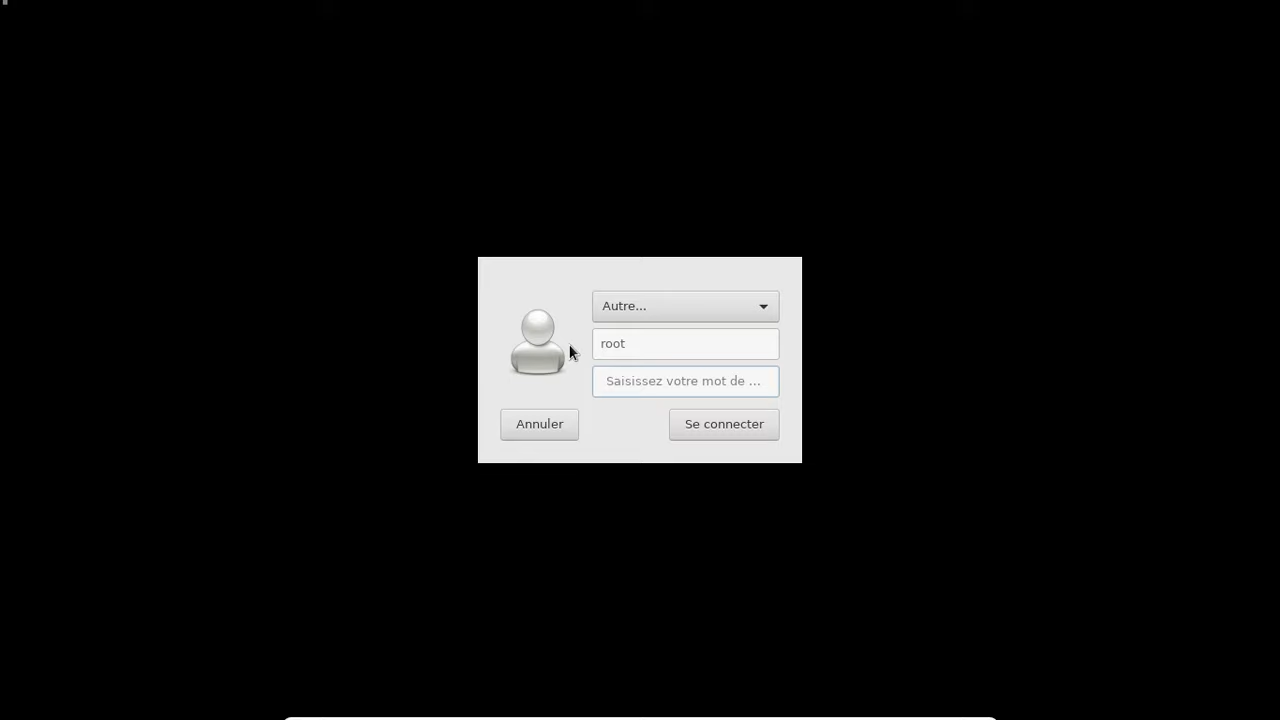 Autre...
root
Saisissez votre mot de ...
Annuler
Se connecter